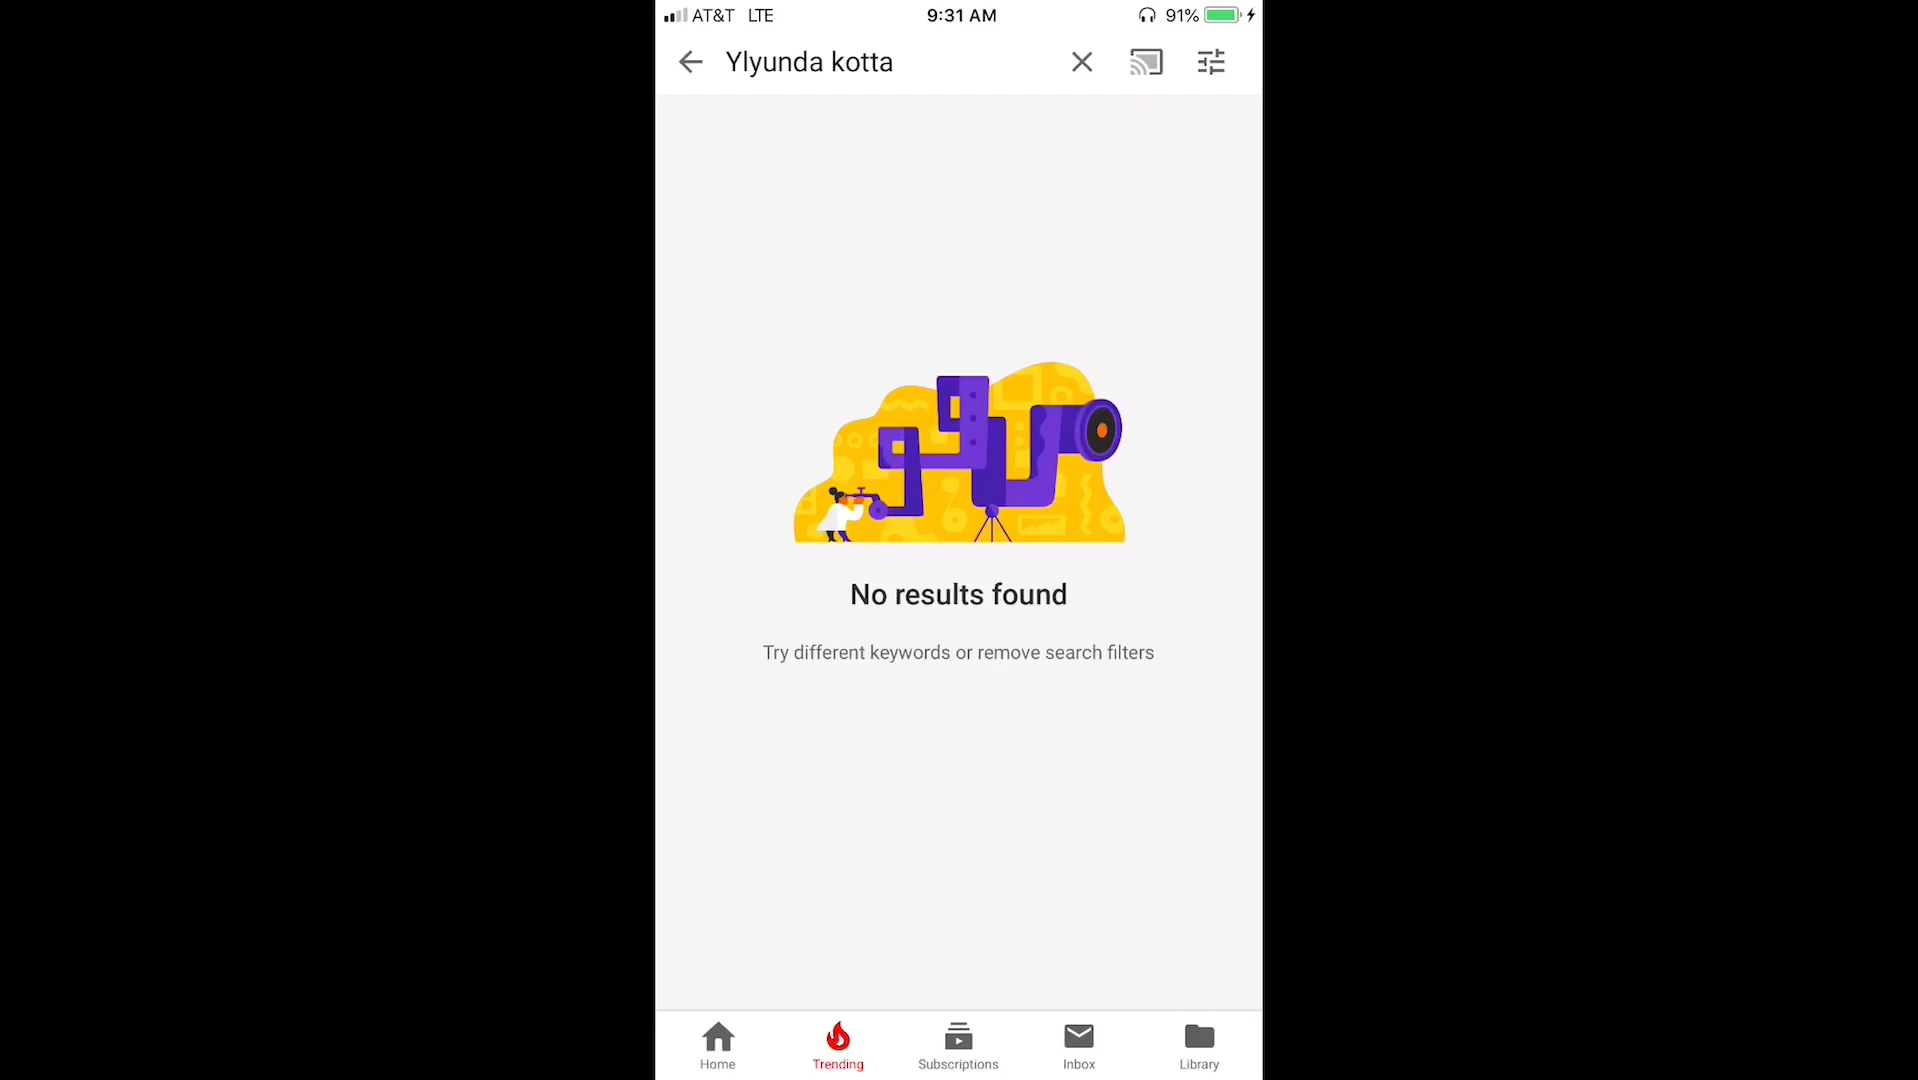 AT&T LTE 9:31 AM 91%
Ylyunda kotta
No results found
Try different keywords or remove search filters
Home Trending Subscriptions Inbox Library